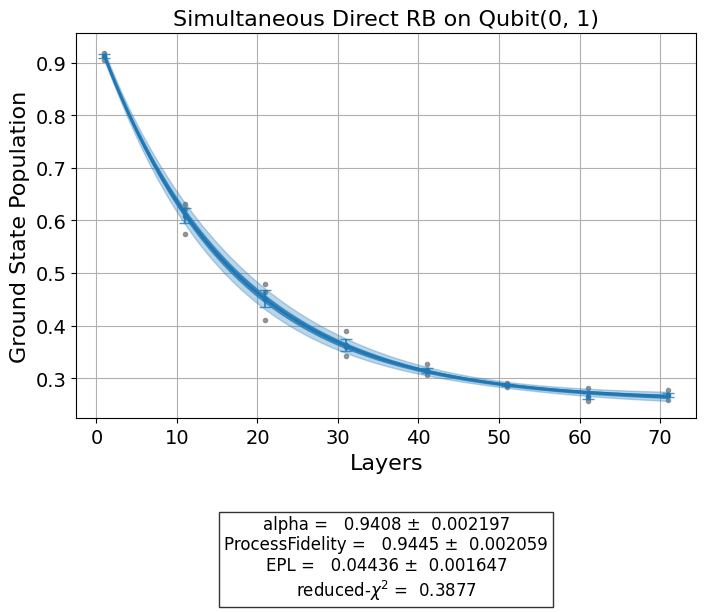 Simultaneous Direct RB on Qubit(0, 1)
Ground State Population
0.9
0.8
0.7
0.6
0.5
0.4
0.3
0 10 20 30 40 50 60 70
Layers
alpha = 0.9408 ± 0.002197
ProcessFidelity = 0.9445 ± 0.002059
EPL = 0.04436 ± 0.001647
reduced-χ² = 0.3877